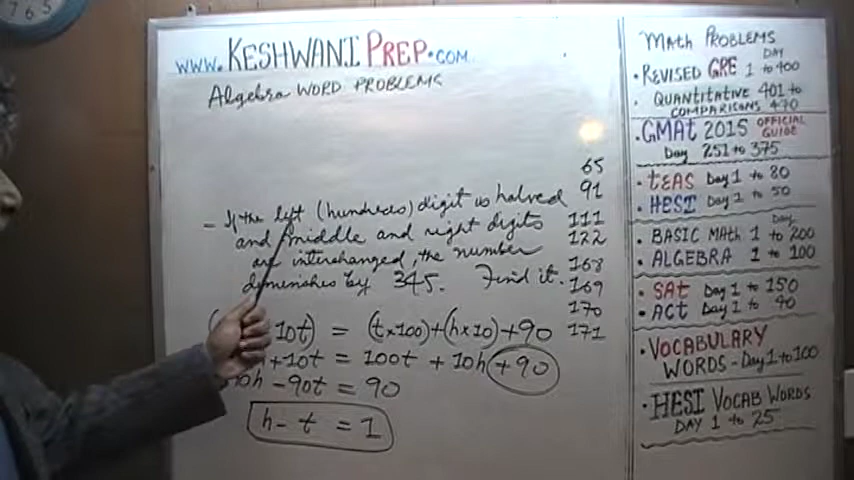 7 6 5
www.KESHWANIPREP.com
Algebra WORD PROBLEMS
- If the left (hundreds) digit is halved
and middle and right digits
are interchanged, the number
diminishes by 345. Find it.
10t) = (t×100)+(h×10)+90
+10t = 100t + 10h +90
0h -90t = 90
h- t = 1
65
91
111
122
168
169
170
171
MATH PROBLEMS
DAY
• REVISED GRE 1 to 400
• QUANTITATIVE 401 to
COMPARISONS 470
• GMAT 2015 OFFICIAL GUIDE
Day 251 to 375
• TEAS Day 1 to 80
• HESI Day 1 to 50
DAY
• BASIC MATH 1 to 200
• ALGEBRA 1 to 100
• SAT Day 1 to 150
• ACT Day 1 to 40
• VOCABULARY
WORDS - Day 1 to 100
• HESI VOCAB WORDS
DAY 1 to 25